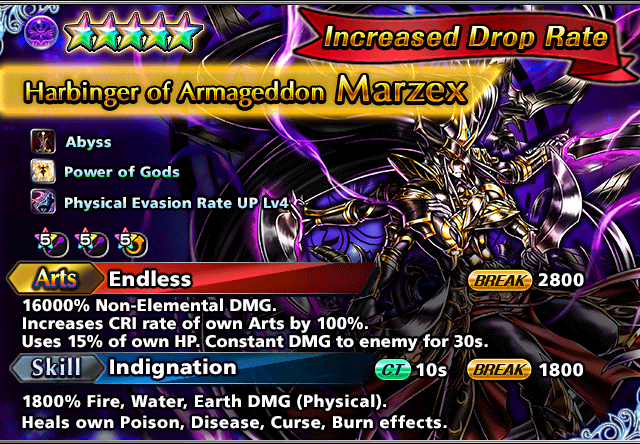 Increased Drop Rate
Harbinger of Armageddon Marzex
Abyss
Power of Gods
Physical Evasion Rate UP Lv4
5 5 5
Arts Endless BREAK 2800
16000% Non-Elemental DMG.
Increases CRI rate of own Arts by 100%.
Uses 15% of own HP. Constant DMG to enemy for 30s.
Skill Indignation CT 10s BREAK 1800
1800% Fire, Water, Earth DMG (Physical).
Heals own Poison, Disease, Curse, Burn effects.